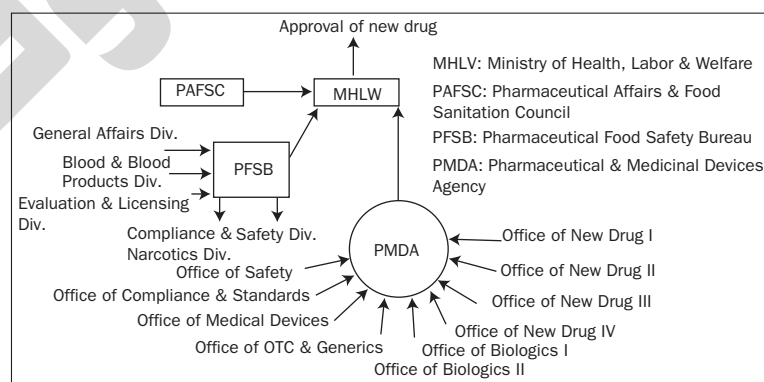 Approval of new drug
PAFSC
MHLW
MHLV: Ministry of Health, Labor & Welfare
PAFSC: Pharmaceutical Affairs & Food
Sanitation Council
PFSB: Pharmaceutical Food Safety Bureau
PMDA: Pharmaceutical & Medicinal Devices
Agency
General Affairs Div.
Blood & Blood
Products Div.
Evaluation & Licensing
Div.
PFSB
Compliance & Safety Div.
Narcotics Div.
PMDA
Office of Safety
Office of Compliance & Standards
Office of Medical Devices
Office of OTC & Generics
Office of Biologics II
Office of Biologics I
Office of New Drug IV
Office of New Drug III
Office of New Drug II
Office of New Drug I